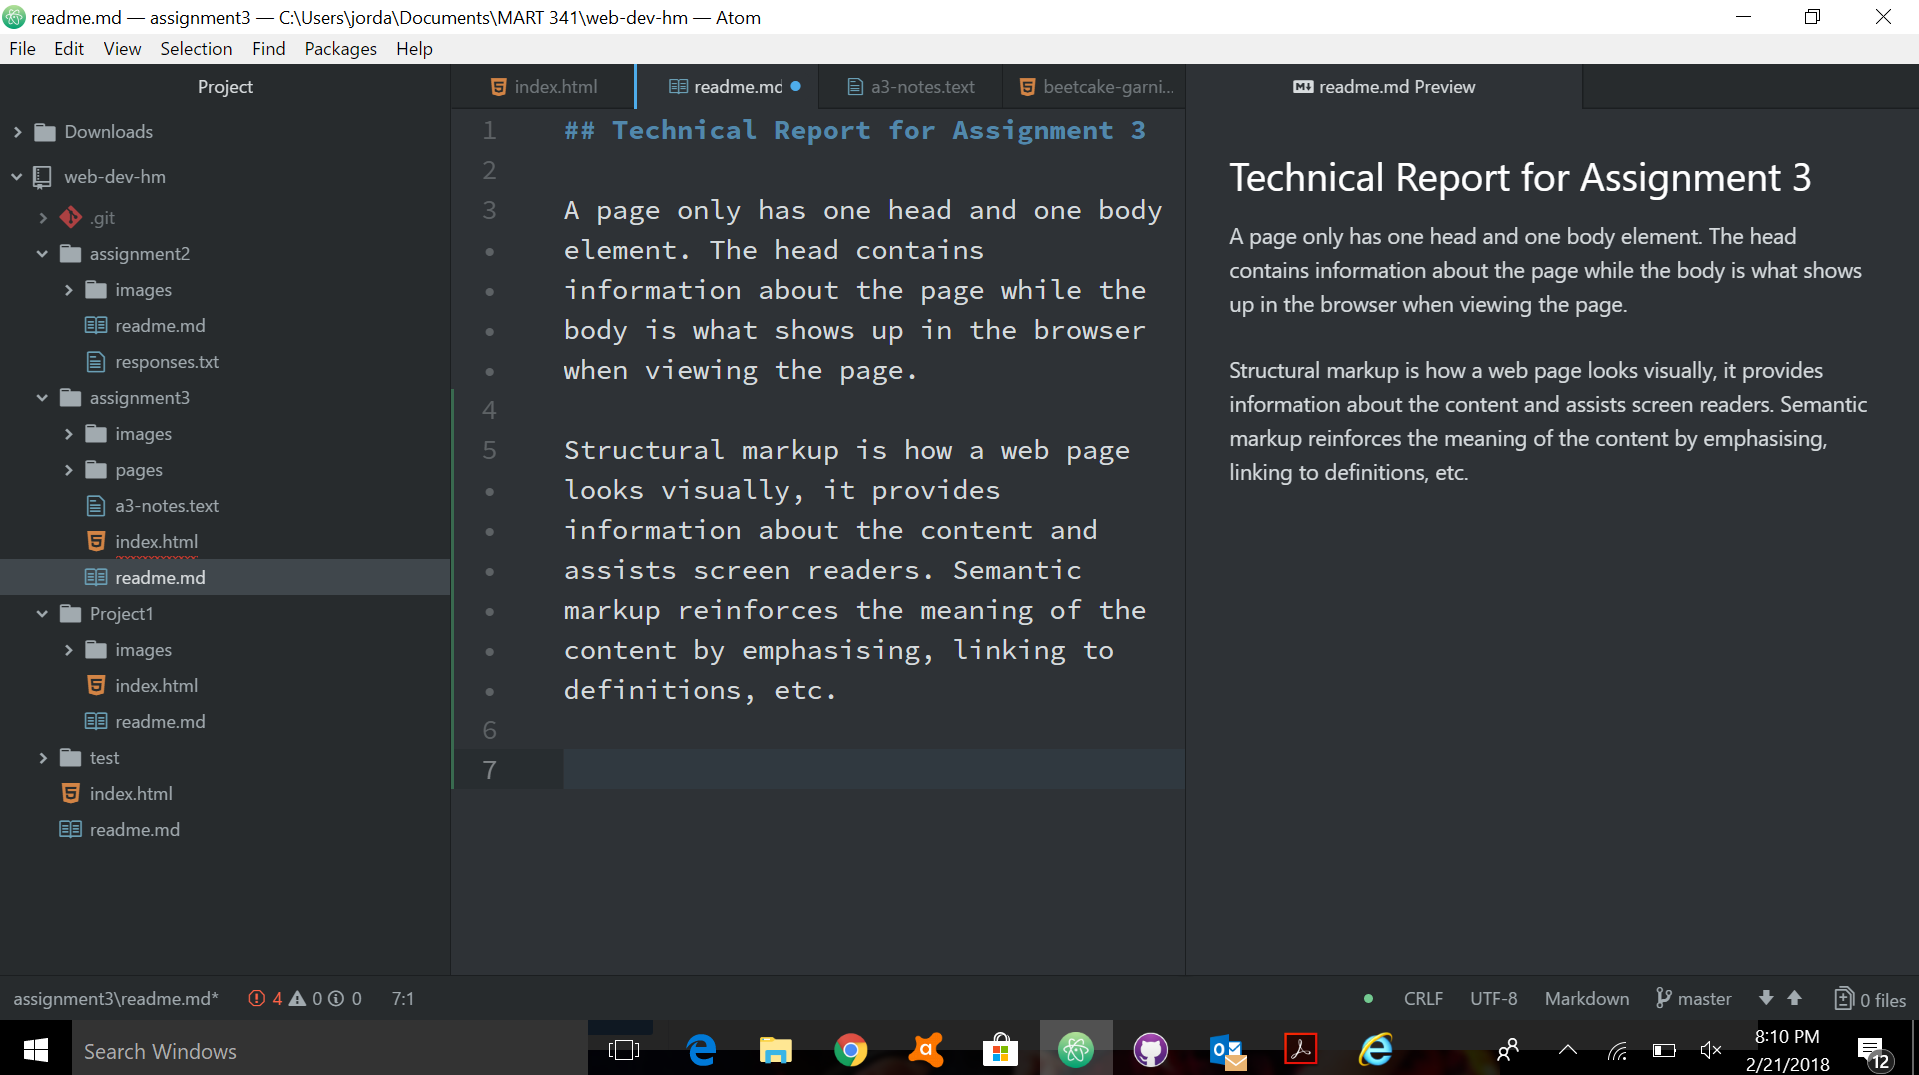 readme.md — assignment3 — C:\Users\jorda\Documents\MART 341\web-dev-hm — Atom
File Edit View Selection Find Packages Help
Project
Downloads
web-dev-hm
.git
assignment2
images
readme.md
responses.txt
assignment3
images
pages
a3-notes.text
index.html
readme.md
Project1
images
index.html
readme.md
test
index.html
readme.md
index.html readme.md a3-notes.text beetcake-garni...
1 ## Technical Report for Assignment 3
2
3 A page only has one head and one body
element. The head contains
information about the page while the
body is what shows up in the browser
when viewing the page.
4
5 Structural markup is how a web page
looks visually, it provides
information about the content and
assists screen readers. Semantic
markup reinforces the meaning of the
content by emphasising, linking to
definitions, etc.
6
7
readme.md Preview
Technical Report for Assignment 3
A page only has one head and one body element. The head
contains information about the page while the body is what shows
up in the browser when viewing the page.
Structural markup is how a web page looks visually, it provides
information about the content and assists screen readers. Semantic
markup reinforces the meaning of the content by emphasising,
linking to definitions, etc.
assignment3\readme.md* 4 0 0 7:1 CRLF UTF-8 Markdown master 0 files
Search Windows
8:10 PM
2/21/2018
12